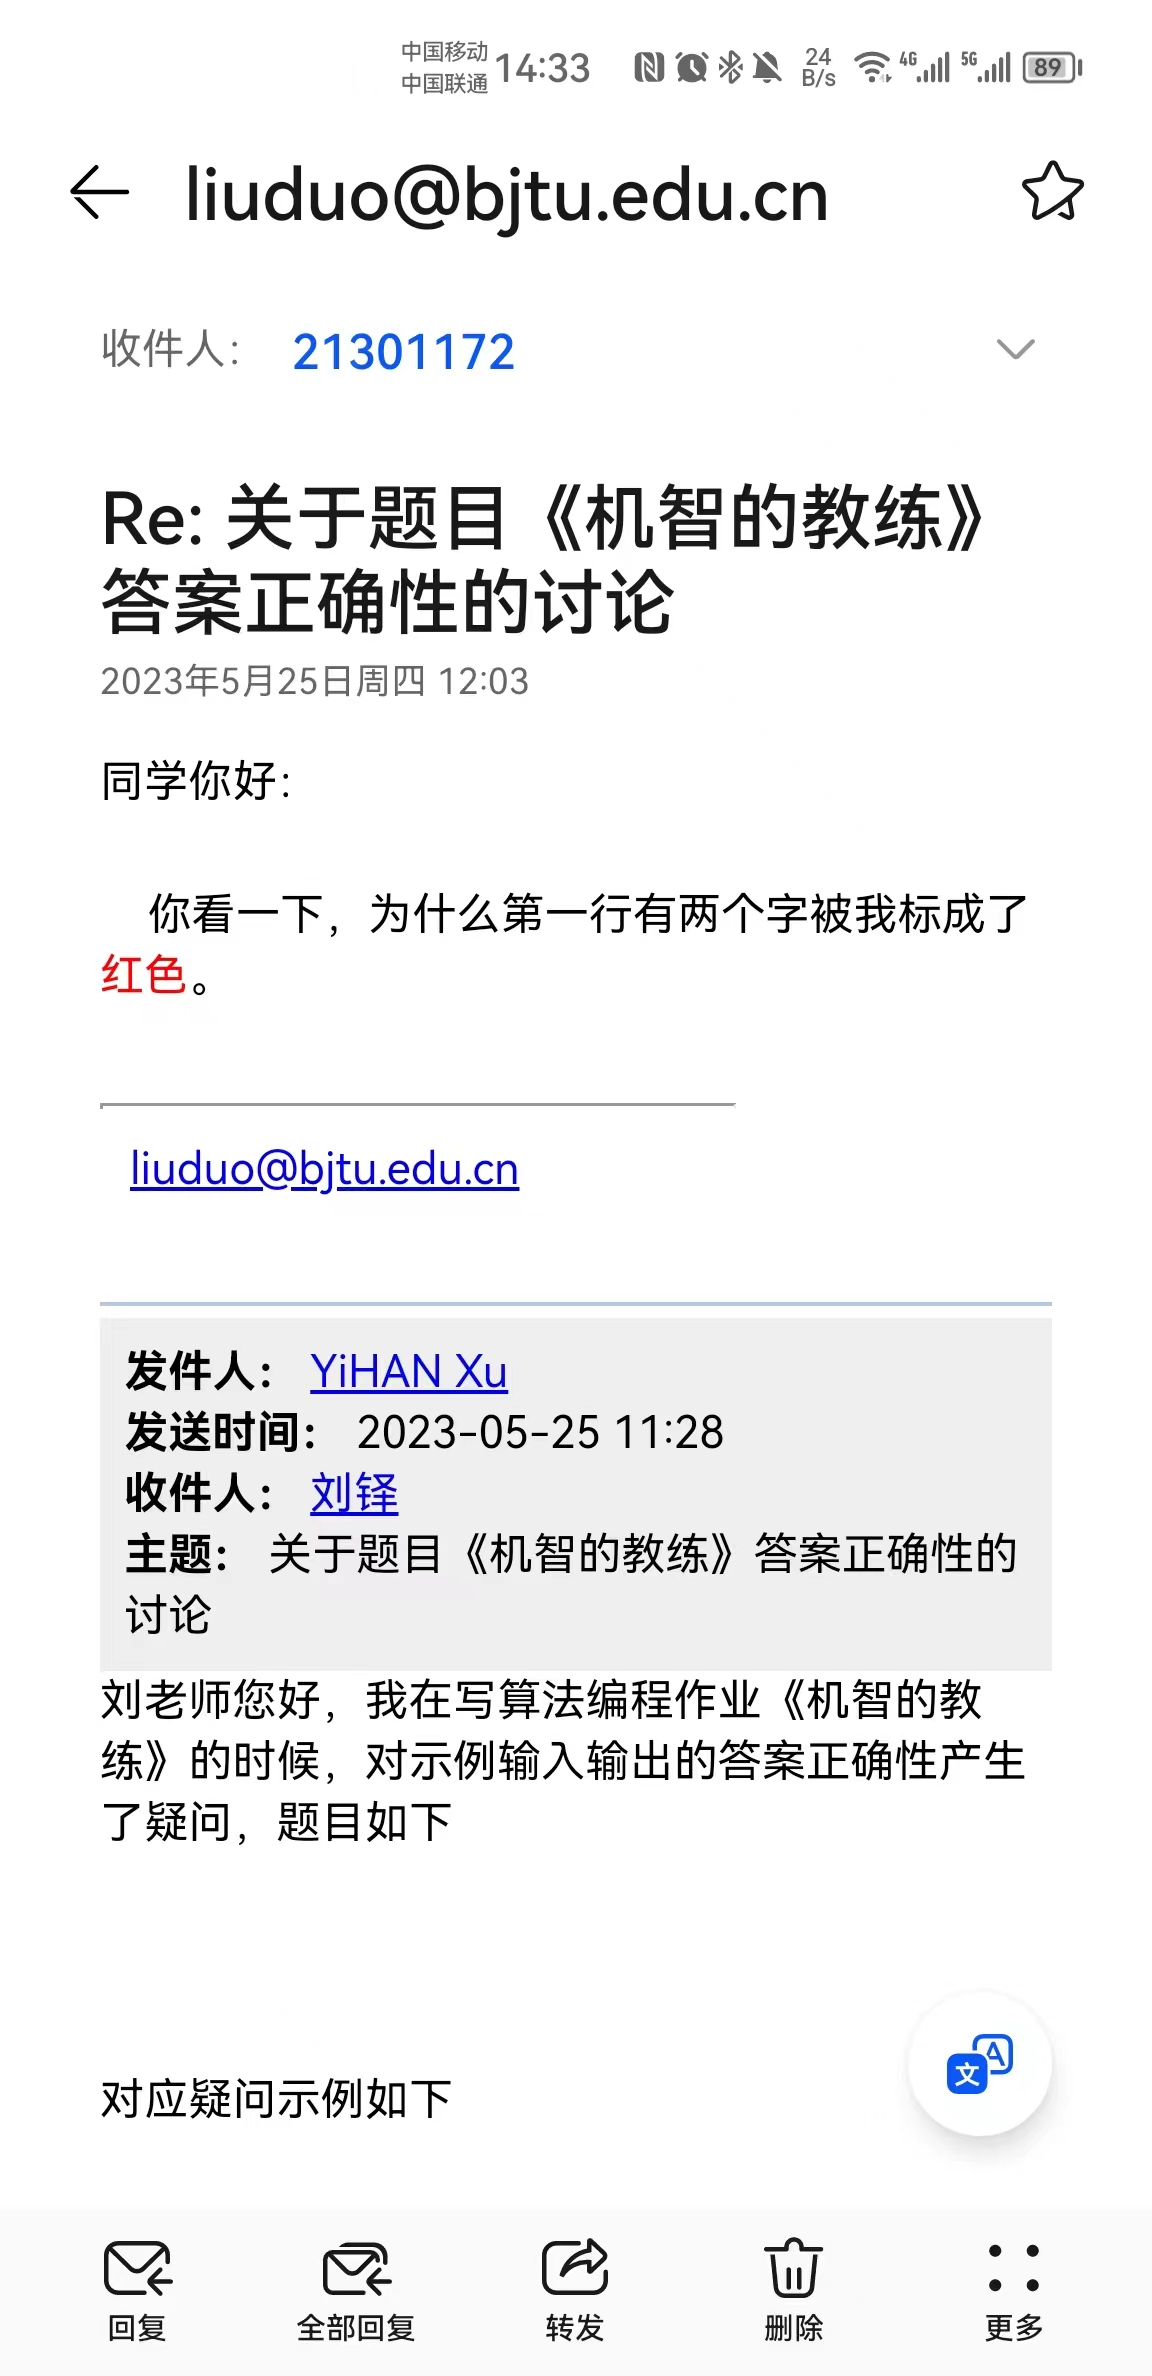 中国移动
中国联通
14:33
24
B/s
4G
5G
89
liuduo@bjtu.edu.cn
收件人：
21301172
Re: 关于题目《机智的教练》
答案正确性的讨论
2023年5月25日周四 12:03
同学你好：
你看一下，为什么第一行有两个字被我标成了
红色。
liuduo@bjtu.edu.cn
发件人： YiHAN Xu
发送时间： 2023-05-25 11:28
收件人： 刘铎
主题： 关于题目《机智的教练》答案正确性的
讨论
刘老师您好，我在写算法编程作业《机智的教
练》的时候，对示例输入输出的答案正确性产生
了疑问，题目如下
文 A
对应疑问示例如下
回复
全部回复
转发
删除
更多